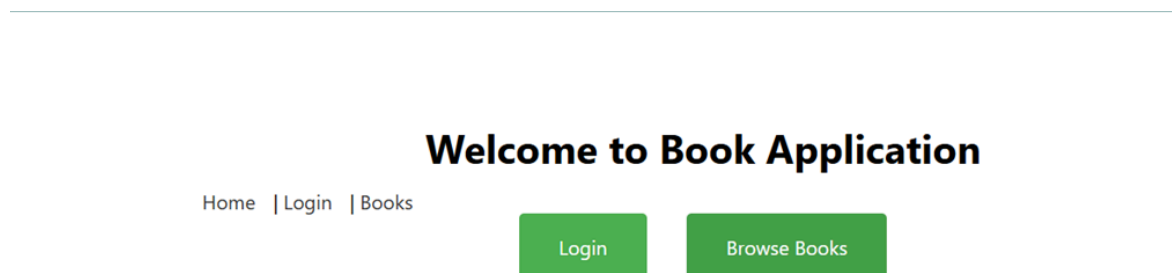 Welcome to Book Application
Home | Login | Books
Login
Browse Books